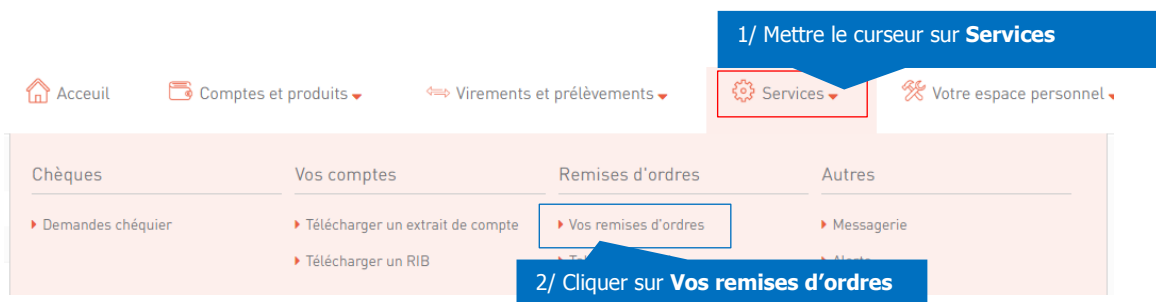 1/ Mettre le curseur sur Services
Acceuil Comptes et produits Virements et prélèvements Services Votre espace personnel
Chèques Vos comptes Remises d'ordres Autres
Demandes chéquier Télécharger un extrait de compte Vos remises d'ordres Messagerie
Télécharger un RIB
2/ Cliquer sur Vos remises d’ordres